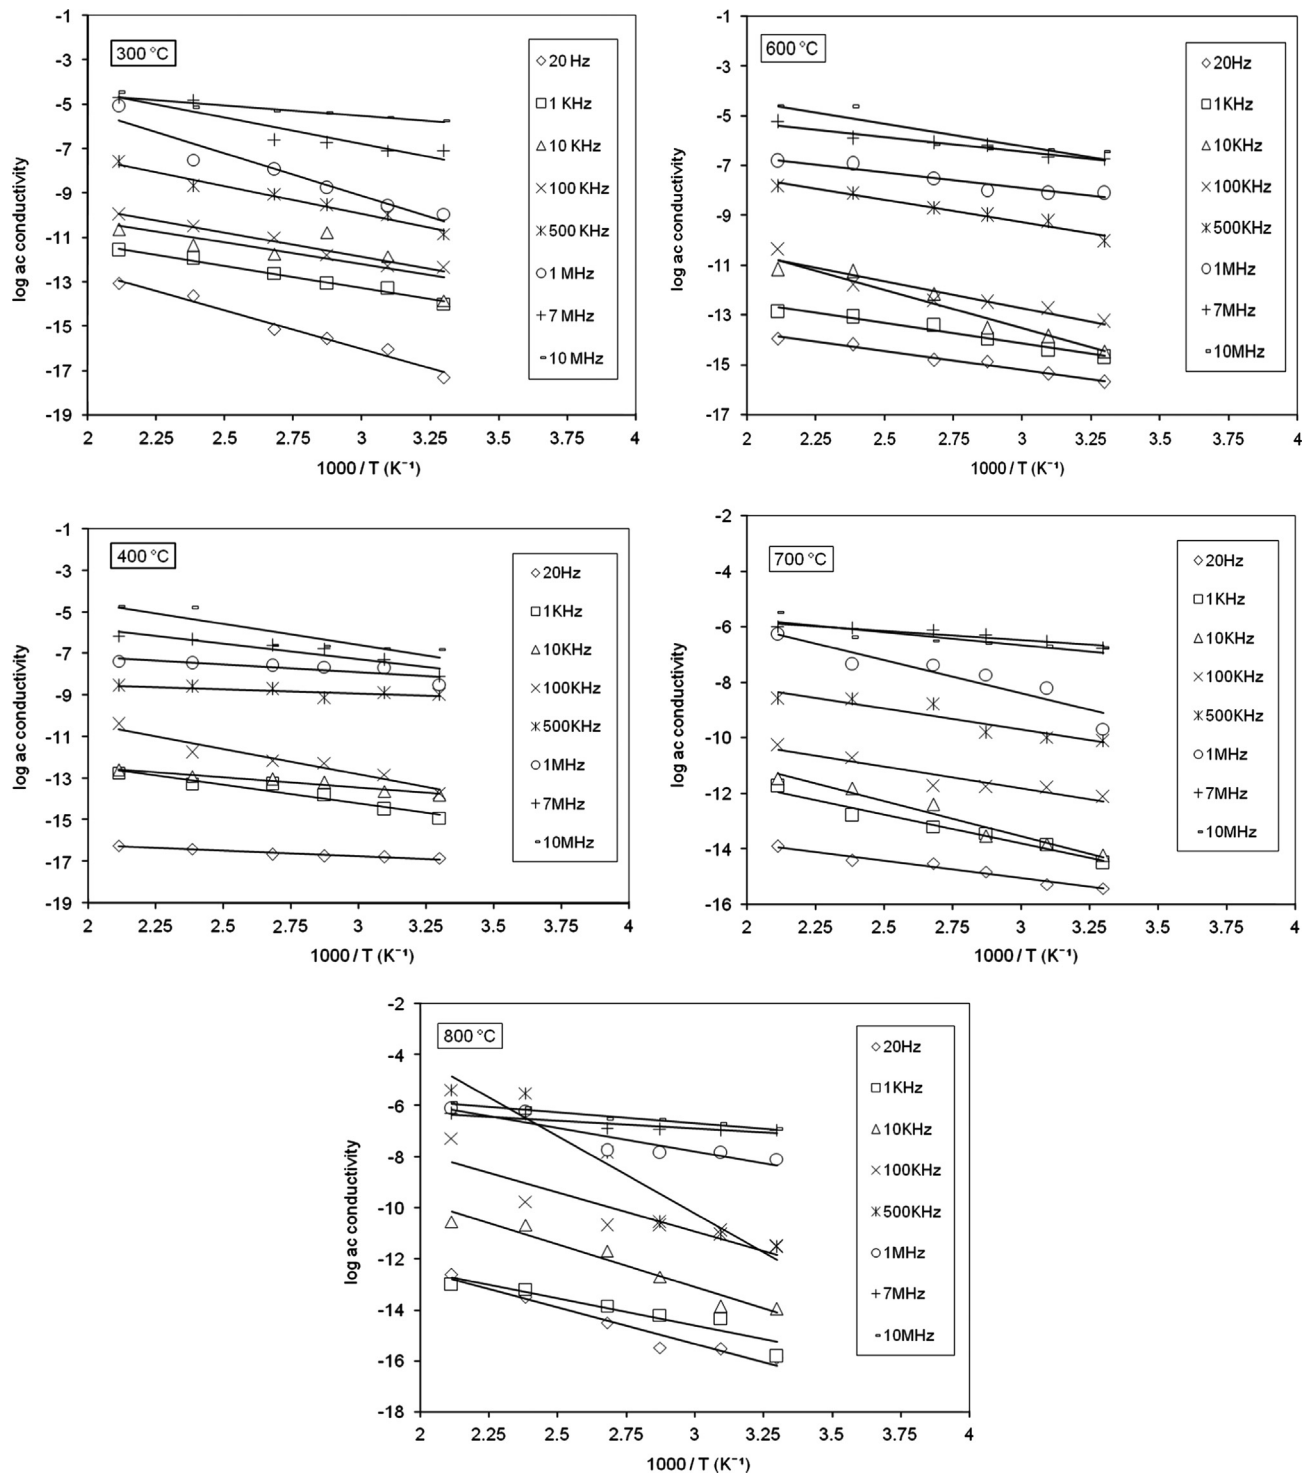 300 °C
-1
-3
-5
-7
-9
-11
-13
-15
-17
-19
log ac conductivity
2
2.25
2.5
2.75
3
3.25
3.5
3.75
4
1000 / T (K⁻¹)
20 Hz
1 KHz
10 KHz
100 KHz
500 KHz
1 MHz
7 MHz
10 MHz
600 °C
-1
-3
-5
-7
-9
-11
-13
-15
-17
log ac conductivity
2
2.25
2.5
2.75
3
3.25
3.5
3.75
4
1000 / T (K⁻¹)
20Hz
1KHz
10KHz
100KHz
500KHz
1MHz
7MHz
10MHz
400 °C
-1
-3
-5
-7
-9
-11
-13
-15
-17
-19
log ac conductivity
2
2.25
2.5
2.75
3
3.25
3.5
3.75
4
1000 / T (K⁻¹)
20Hz
1KHz
10KHz
100KHz
500KHz
1MHz
7MHz
10MHz
700 °C
-2
-4
-6
-8
-10
-12
-14
-16
log ac conductivity
2
2.25
2.5
2.75
3
3.25
3.5
3.75
4
1000 / T (K⁻¹)
20Hz
1KHz
10KHz
100KHz
500KHz
1MHz
7MHz
10MHz
800 °C
-2
-4
-6
-8
-10
-12
-14
-16
-18
log ac conductivity
2
2.25
2.5
2.75
3
3.25
3.5
3.75
4
1000 / T (K⁻¹)
20Hz
1KHz
10KHz
100KHz
500KHz
1MHz
7MHz
10MHz